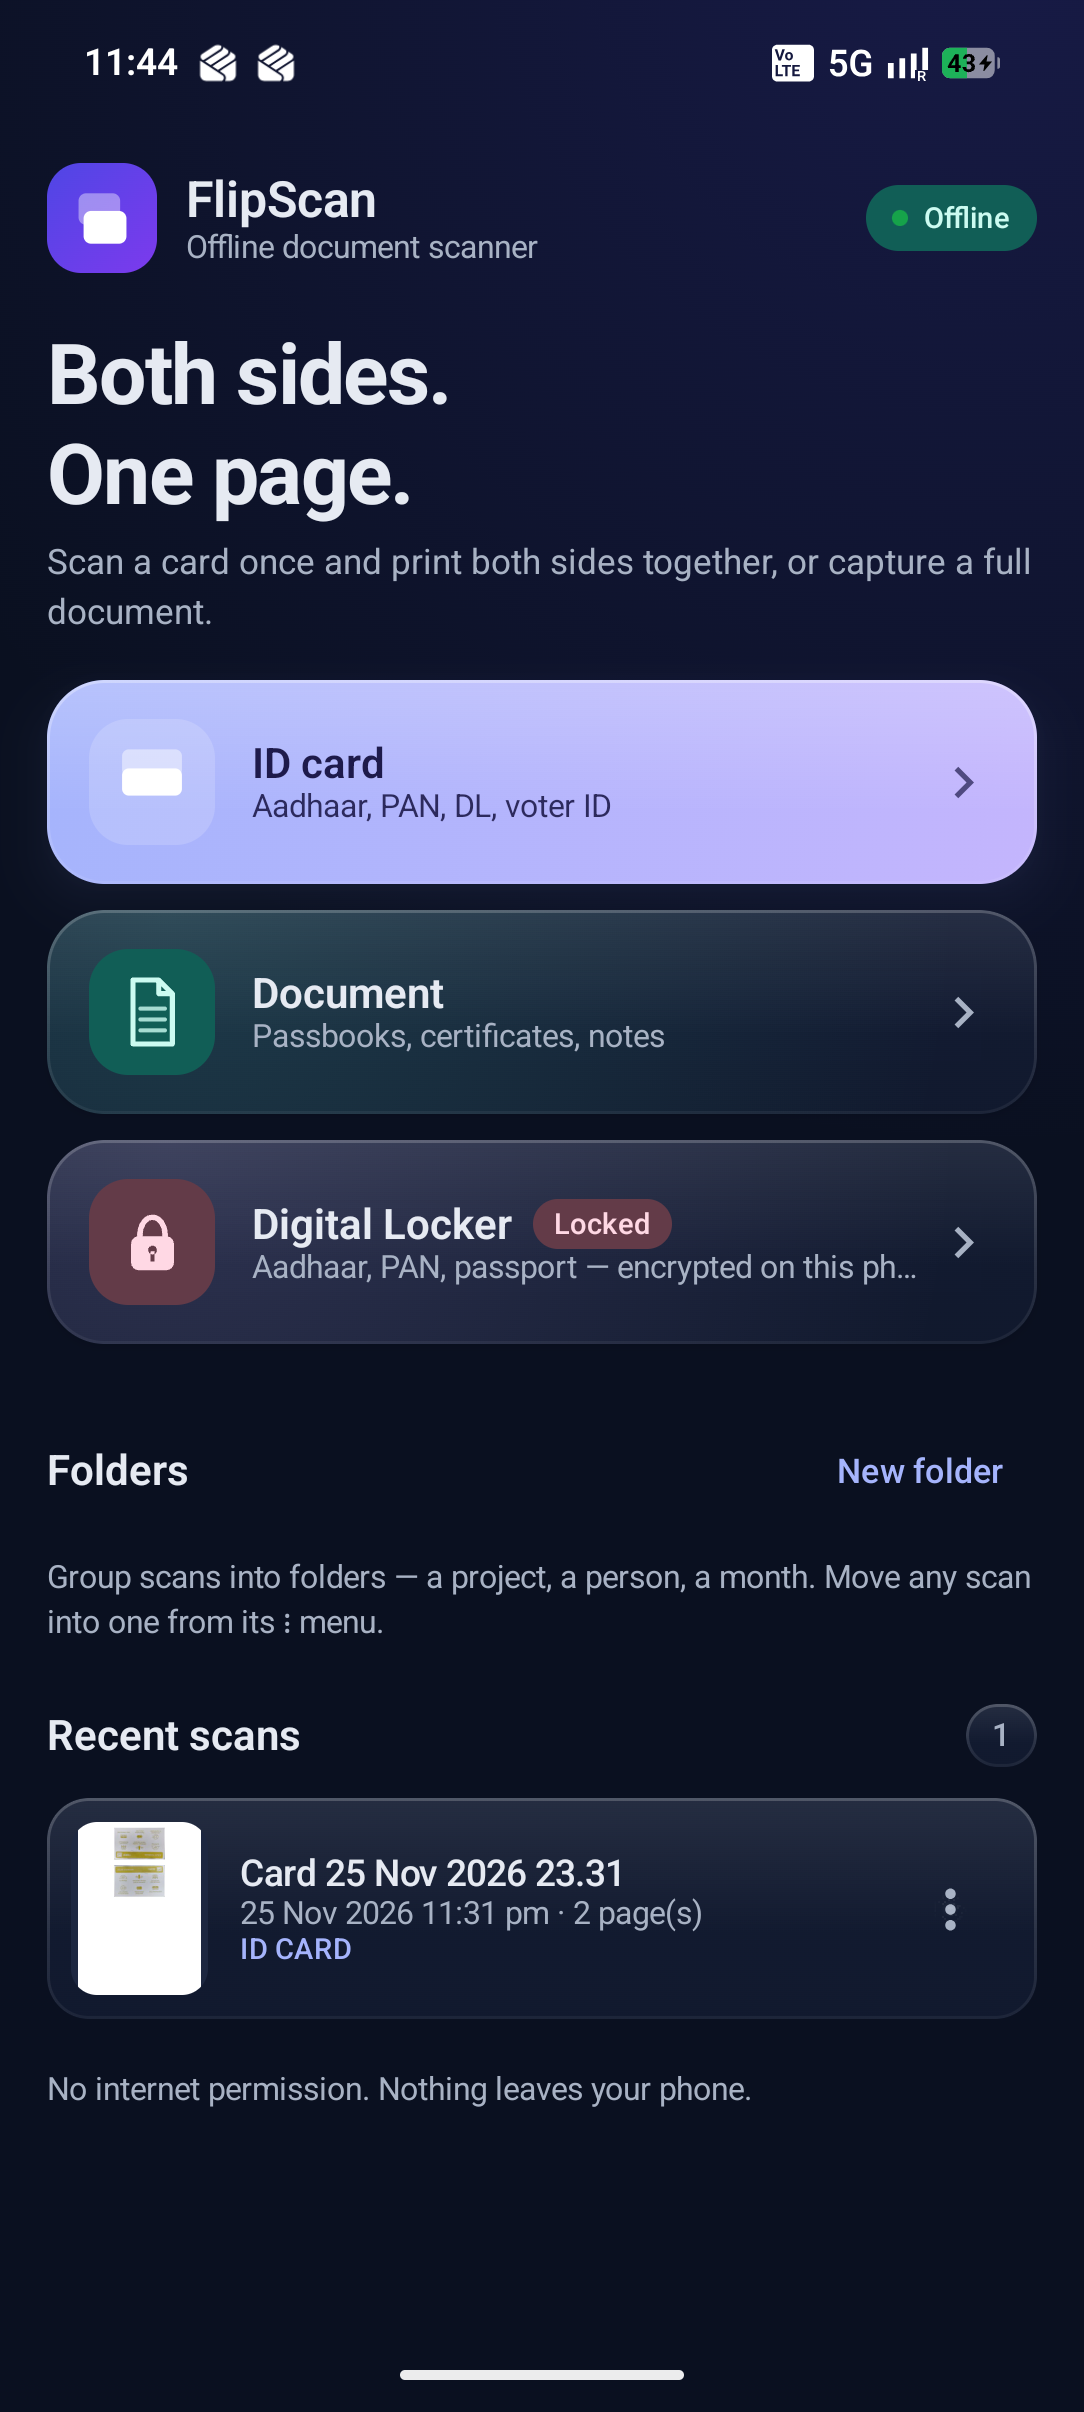 11:44
Vo LTE 5G R 43
FlipScan
Offline document scanner
Offline
Both sides.
One page.
Scan a card once and print both sides together, or capture a full
document.
ID card
Aadhaar, PAN, DL, voter ID
Document
Passbooks, certificates, notes
Digital Locker Locked
Aadhaar, PAN, passport — encrypted on this ph...
Folders
New folder
Group scans into folders — a project, a person, a month. Move any scan
into one from its ⋮ menu.
Recent scans
1
Card 25 Nov 2026 23.31
25 Nov 2026 11:31 pm · 2 page(s)
ID CARD
No internet permission. Nothing leaves your phone.